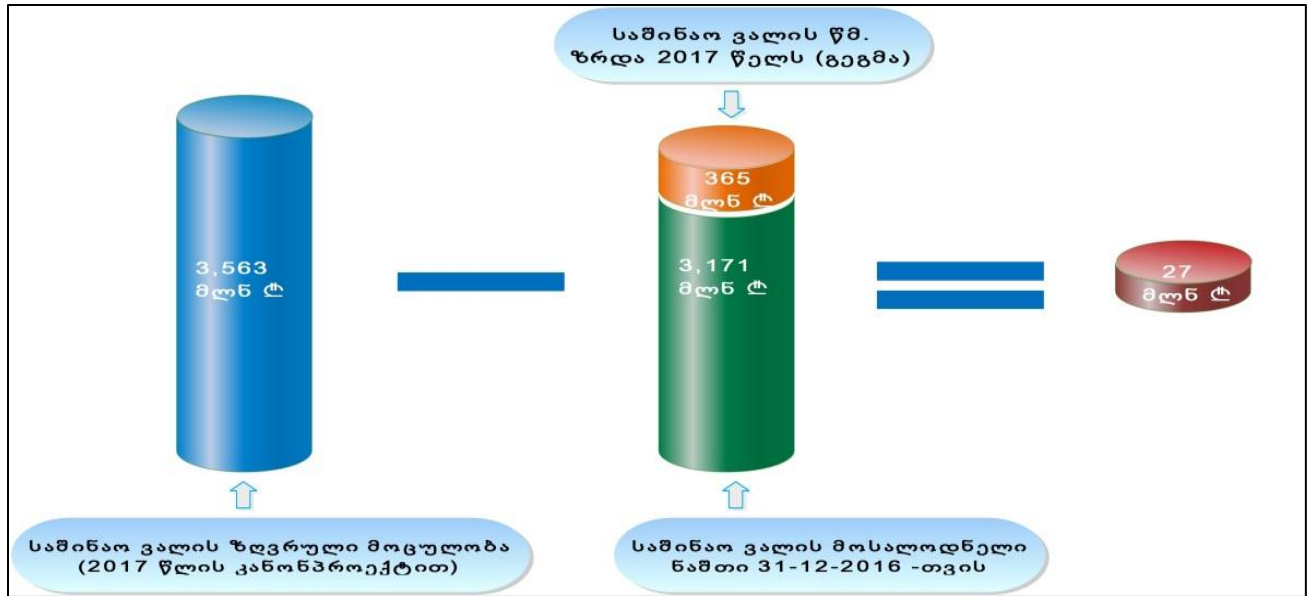 საშინაო ვალის წმ.
ზრდა 2017 წელს (გეგმა)
365
მლნ ₾
3,563
მლნ ₾
3,171
მლნ ₾
27
მლნ ₾
საშინაო ვალის ზღვრული მოცულობა
(2017 წლის კანონპროექტით)
საშინაო ვალის მოსალოდნელი
ნაშთი 31-12-2016 -თვის